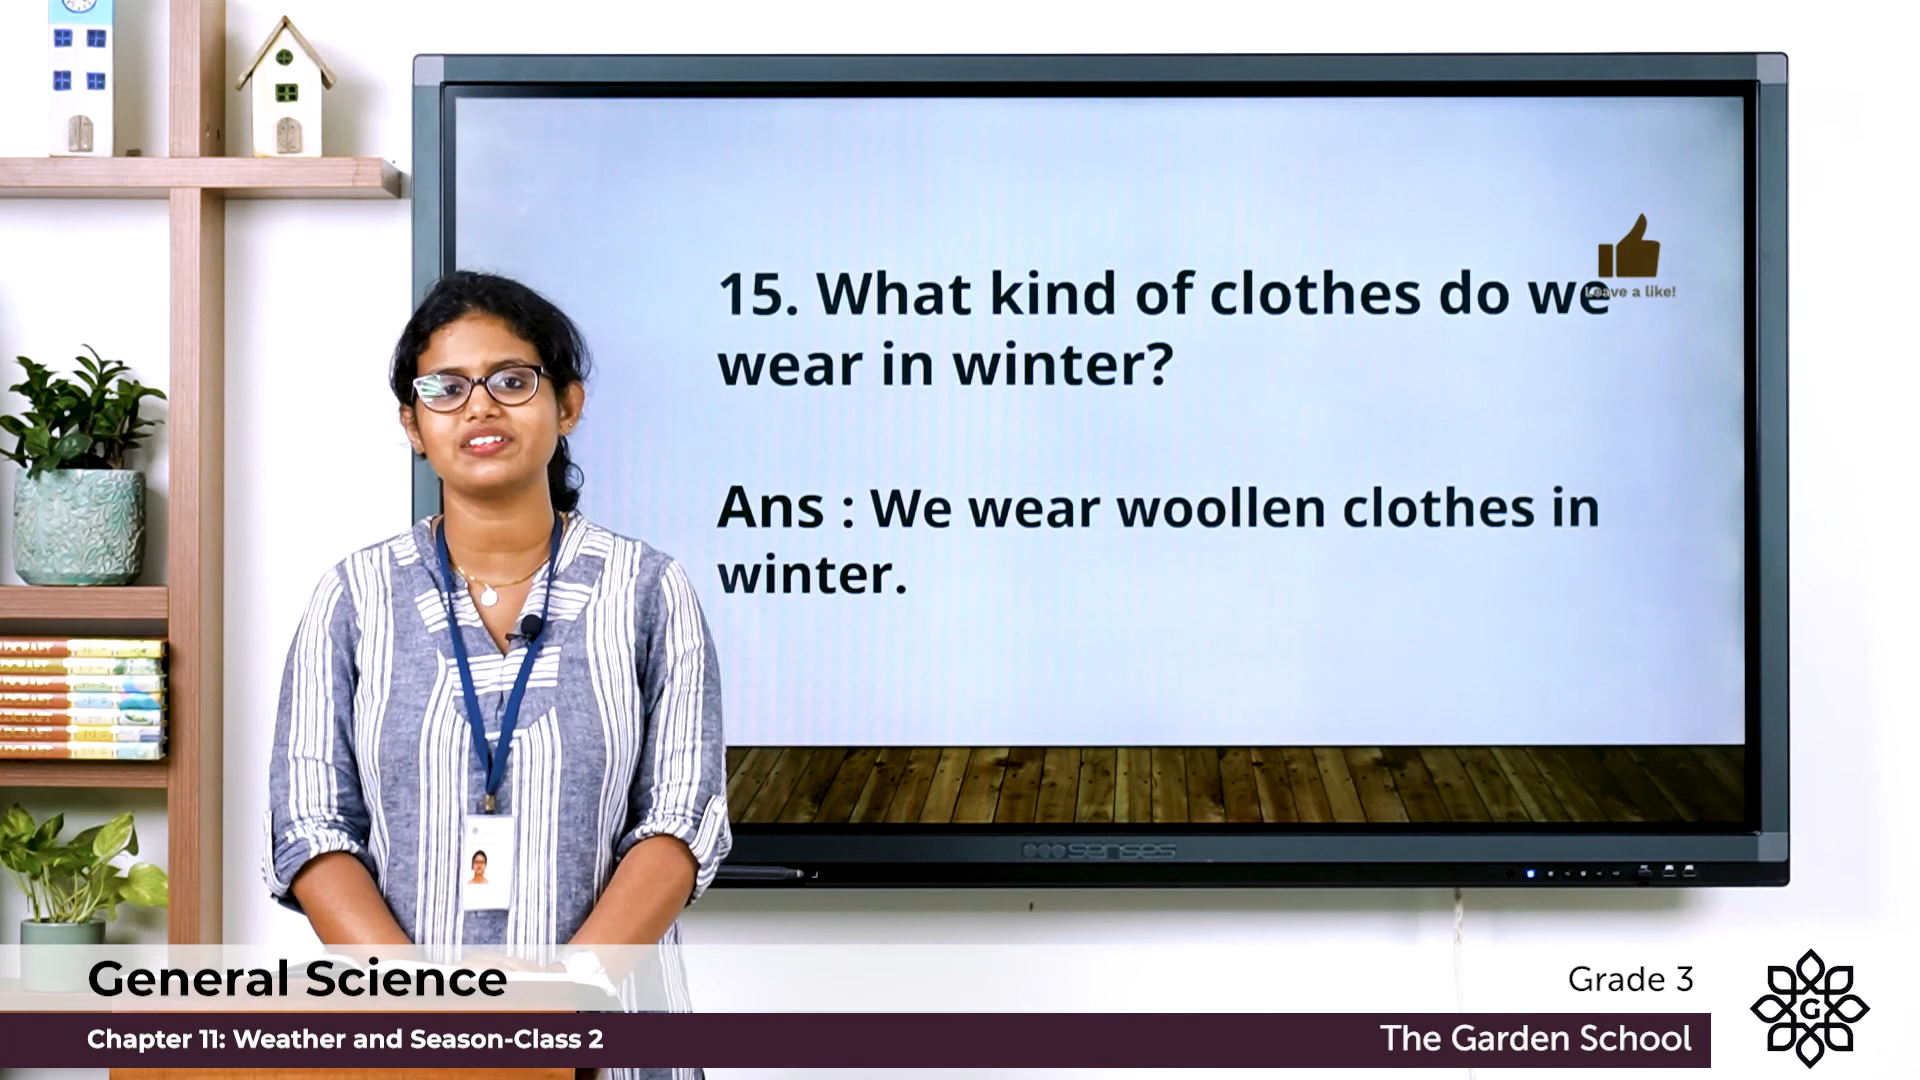 15. What kind of clothes do we
Leave a like!
wear in winter?
Ans : We wear woollen clothes in
winter.
senses
General Science
Grade 3
Chapter 11: Weather and Season-Class 2
The Garden School
G